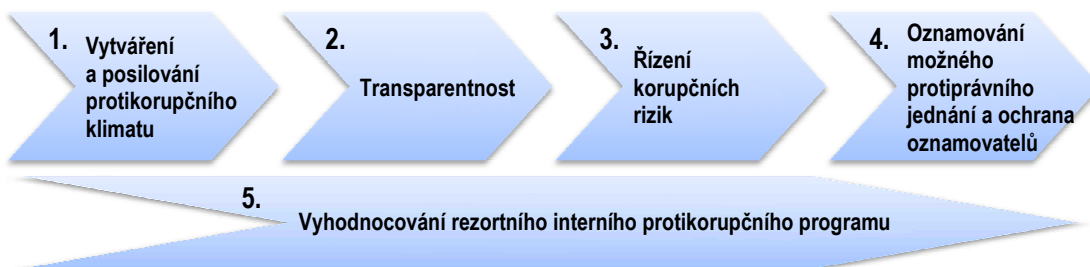 1.
Vytváření
a posilování
protikorupčního
klimatu
2.
Transparentnost
3.
Řízení
korupčních
rizik
4.
Oznamování
možného
protiprávního
jednání a ochrana
oznamovatelů
5.
Vyhodnocování rezortního interního protikorupčního programu